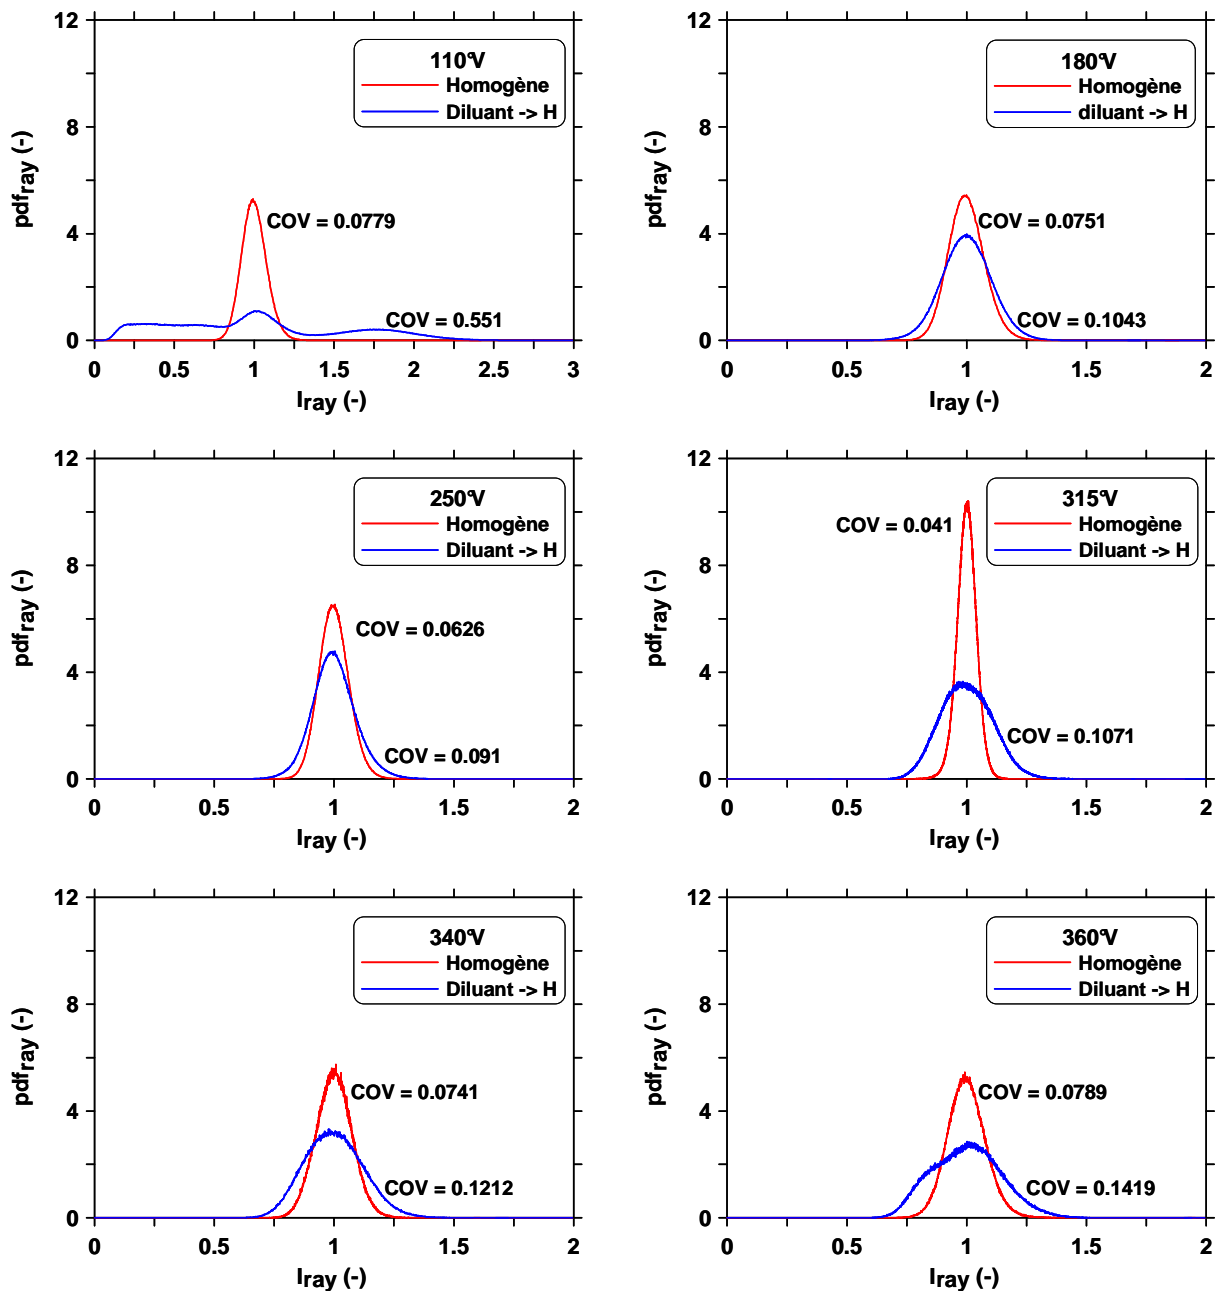 12
8
4
0
pdfray (-)
110°V
Homogène
Diluant -> H
COV = 0.0779
COV = 0.551
0 0.5 1 1.5 2 2.5 3
Iray (-)
12
8
4
0
pdfray (-)
180°V
Homogène
diluant -> H
COV = 0.0751
COV = 0.1043
0 0.5 1 1.5 2
Iray (-)
12
8
4
0
pdfray (-)
250°V
Homogène
Diluant -> H
COV = 0.0626
COV = 0.091
0 0.5 1 1.5 2
Iray (-)
12
8
4
0
pdfray (-)
315°V
Homogène
Diluant -> H
COV = 0.041
COV = 0.1071
0 0.5 1 1.5 2
Iray (-)
12
8
4
0
pdfray (-)
340°V
Homogène
Diluant -> H
COV = 0.0741
COV = 0.1212
0 0.5 1 1.5 2
Iray (-)
12
8
4
0
pdfray (-)
360°V
Homogène
Diluant -> H
COV = 0.0789
COV = 0.1419
0 0.5 1 1.5 2
Iray (-)